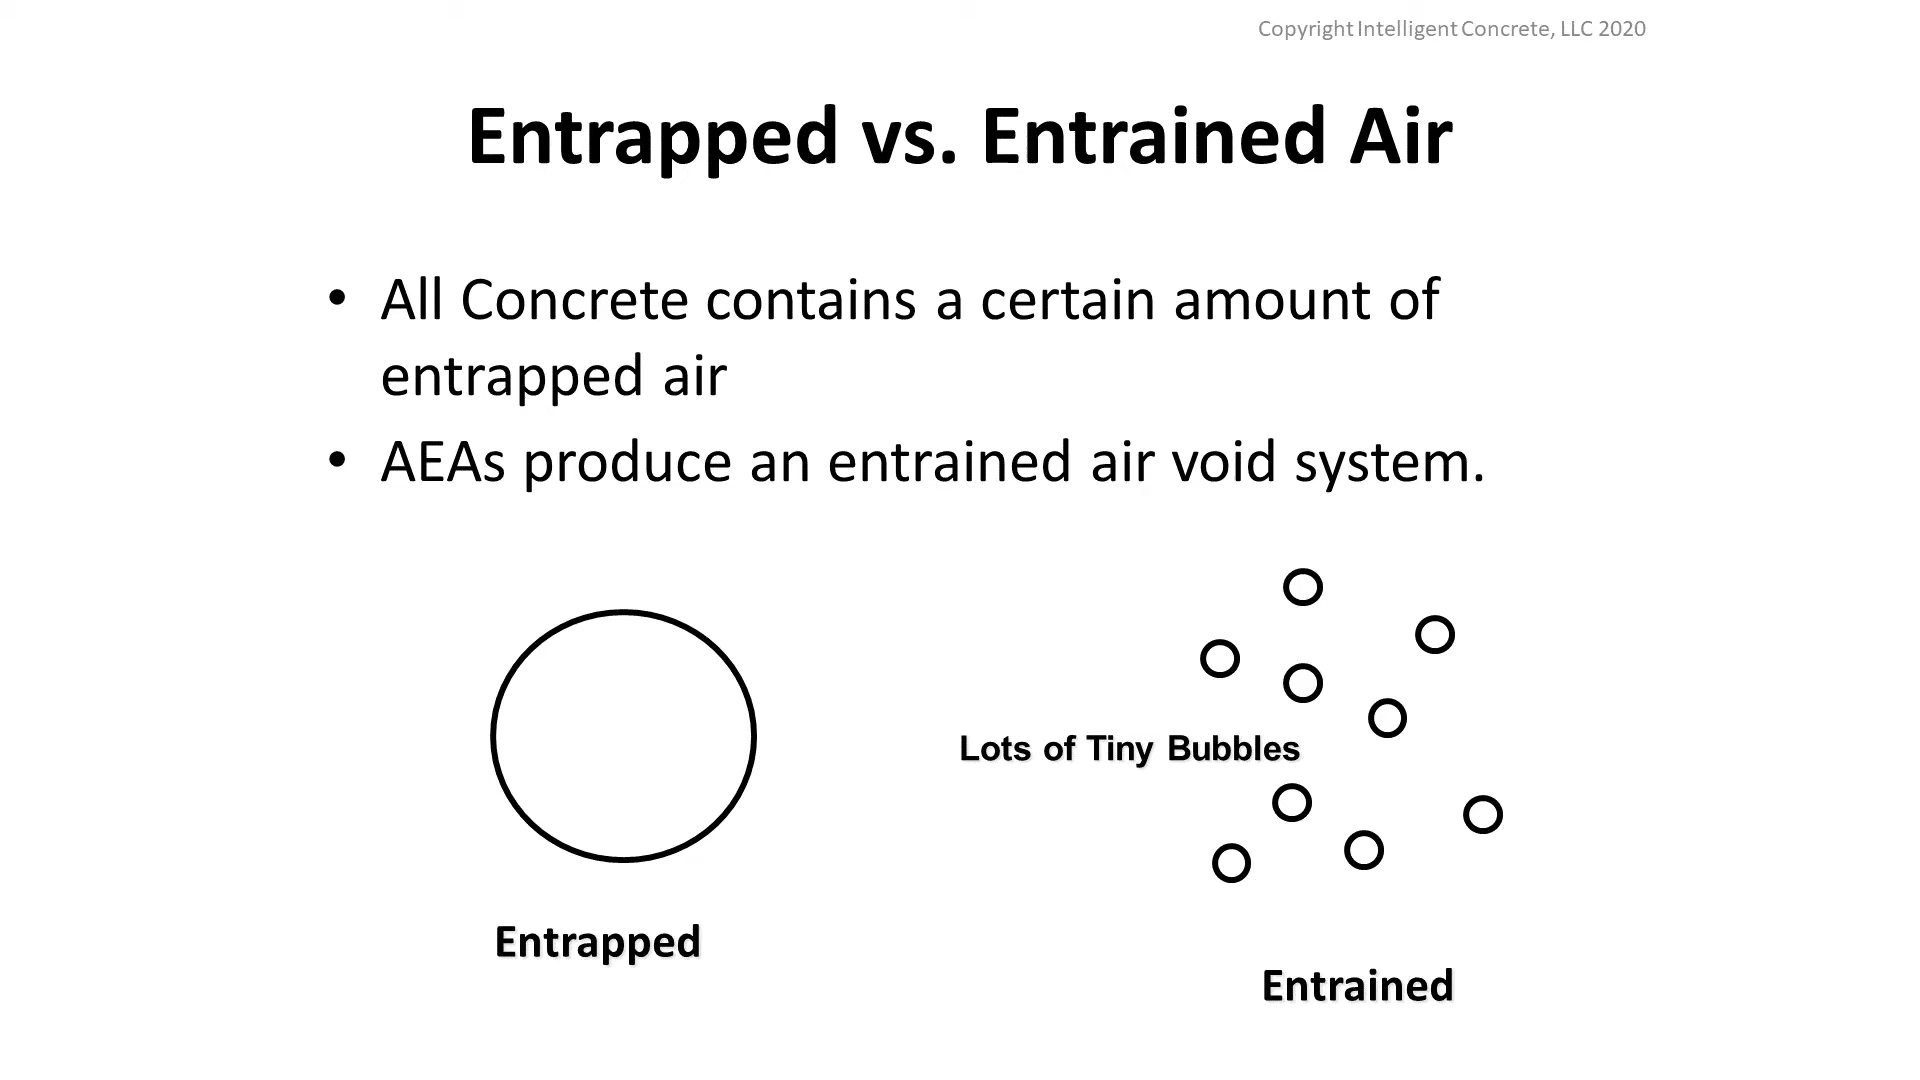 Copyright Intelligent Concrete, LLC 2020
Entrapped vs. Entrained Air
• All Concrete contains a certain amount of
entrapped air
• AEAs produce an entrained air void system.
Lots of Tiny Bubbles
Entrapped
Entrained